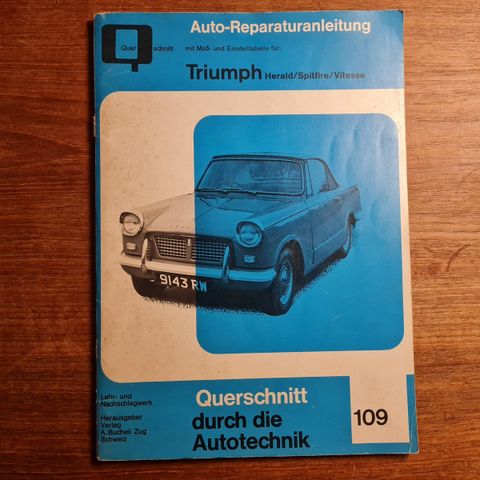 Auto-Reparaturanleitung
Quer schnitt
mit Maß- und Einstelltabelle für:
Triumph Herald/Spitfire/Vitesse
9143 RW
Lehr- und
Nachschlagwerk
Herausgeber
Verlag
A. Bucheli Zug
Schweiz
Querschnitt
durch die
Autotechnik
109